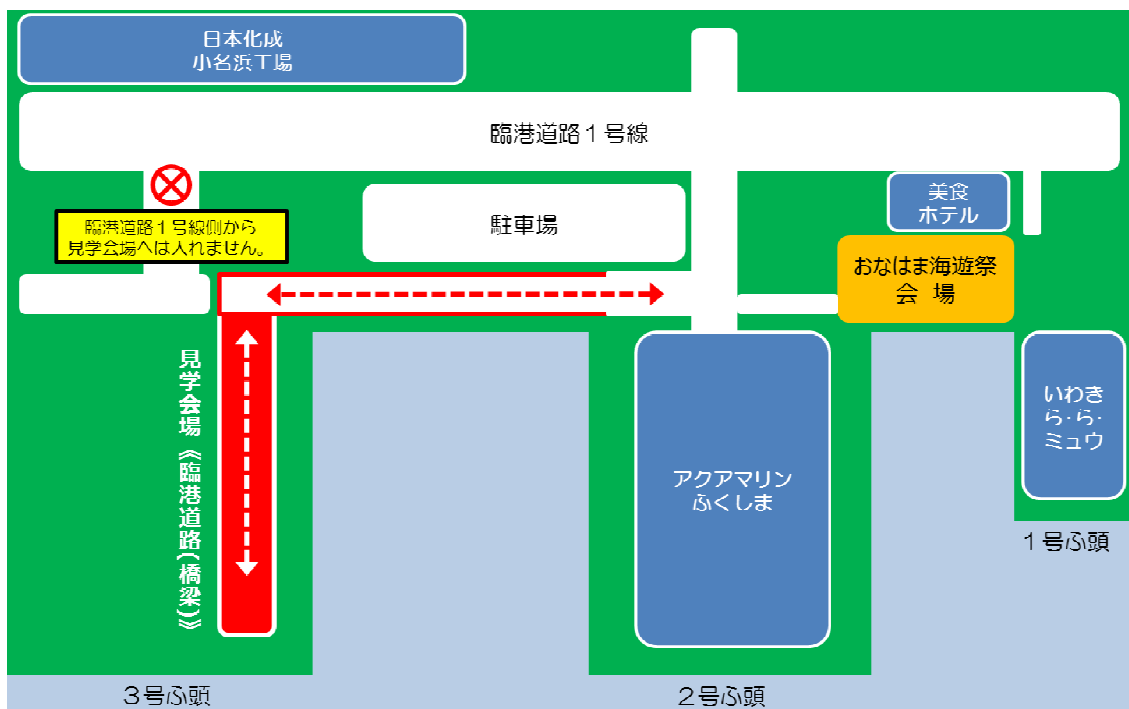 日本化成
小名浜工場
臨港道路1号線
美食
ホテル
臨港道路1号線側から
見学会場へは入れません。
駐車場
おなはま海遊祭
会 場
見学会場《臨港道路(橋梁)》
アクアマリン
ふくしま
いわき
ら・ら・
ミュウ
1号ふ頭
3号ふ頭
2号ふ頭